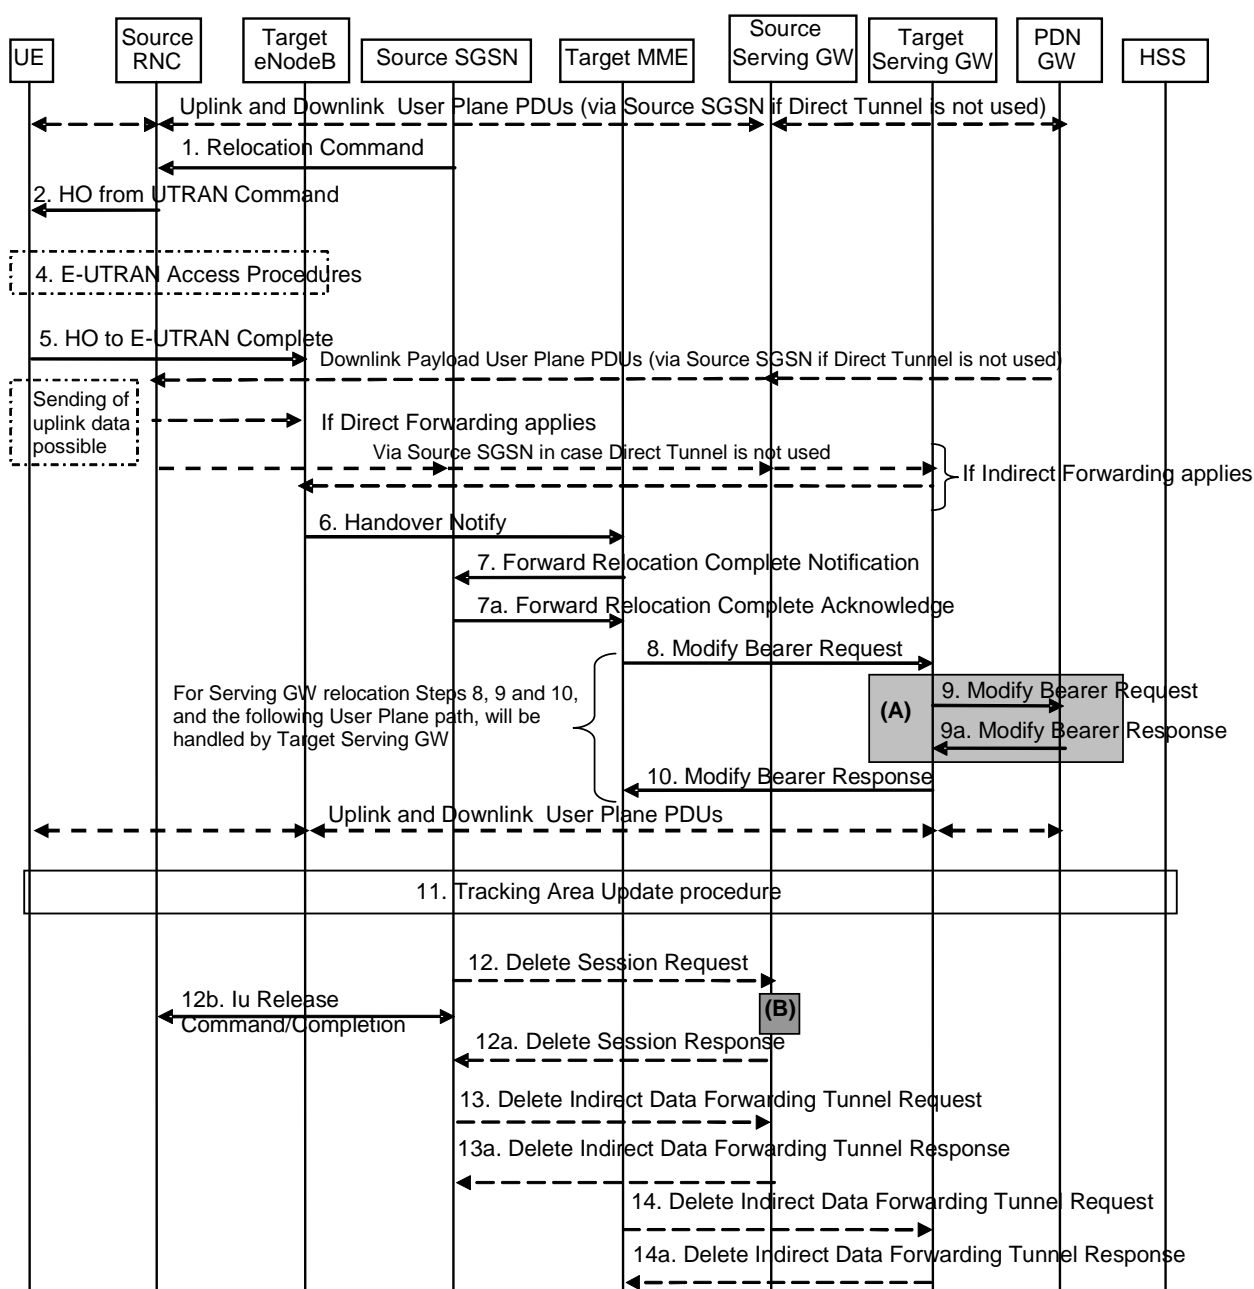 UE
Source
RNC
Target
eNodeB
Source SGSN
Target MME
Source
Serving GW
Target
Serving GW
PDN
GW
HSS
Uplink and Downlink User Plane PDUs (via Source SGSN if Direct Tunnel is not used)
1. Relocation Command
2. HO from UTRAN Command
4. E-UTRAN Access Procedures
5. HO to E-UTRAN Complete
Downlink Payload User Plane PDUs (via Source SGSN if Direct Tunnel is not used)
Sending of
uplink data
possible
If Direct Forwarding applies
Via Source SGSN in case Direct Tunnel is not used
If Indirect Forwarding applies
6. Handover Notify
7. Forward Relocation Complete Notification
7a. Forward Relocation Complete Acknowledge
8. Modify Bearer Request
For Serving GW relocation Steps 8, 9 and 10,
and the following User Plane path, will be
handled by Target Serving GW
(A)
9. Modify Bearer Request
9a. Modify Bearer Response
10. Modify Bearer Response
Uplink and Downlink User Plane PDUs
11. Tracking Area Update procedure
12. Delete Session Request
12b. Iu Release
Command/Completion
(B)
12a. Delete Session Response
13. Delete Indirect Data Forwarding Tunnel Request
13a. Delete Indirect Data Forwarding Tunnel Response
14. Delete Indirect Data Forwarding Tunnel Request
14a. Delete Indirect Data Forwarding Tunnel Response